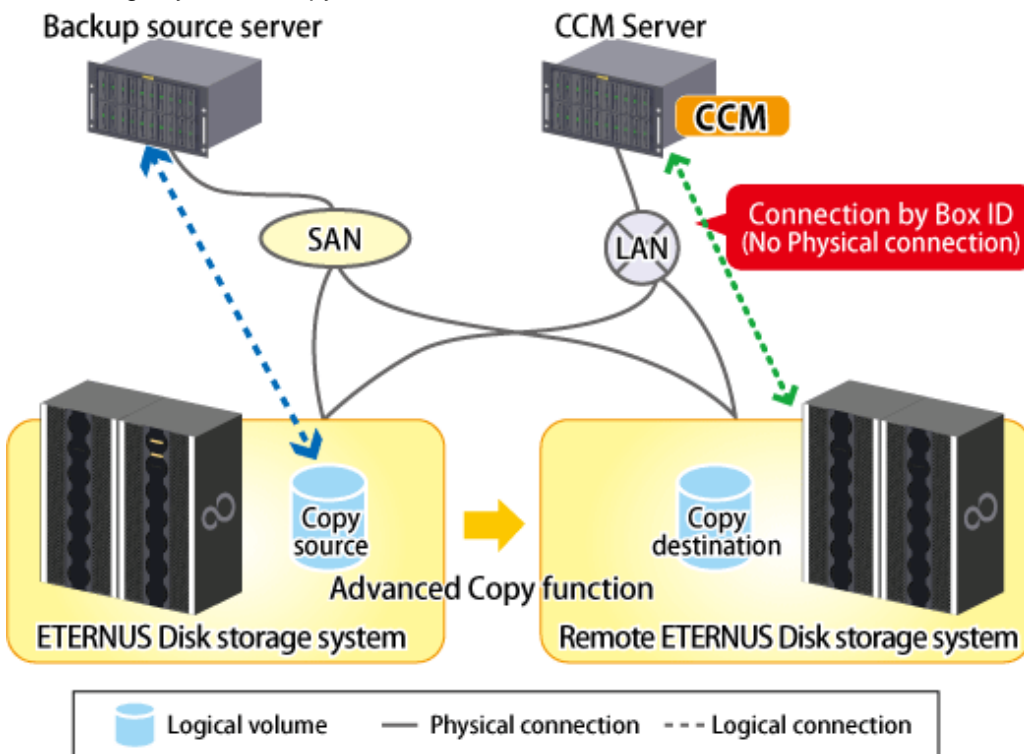 Backup source server
CCM Server
CCM
SAN
LAN
Connection by Box ID
(No Physical connection)
Copy
source
Copy
destination
Advanced Copy function
ETERNUS Disk storage system
Remote ETERNUS Disk storage system
Logical volume
Physical connection
Logical connection